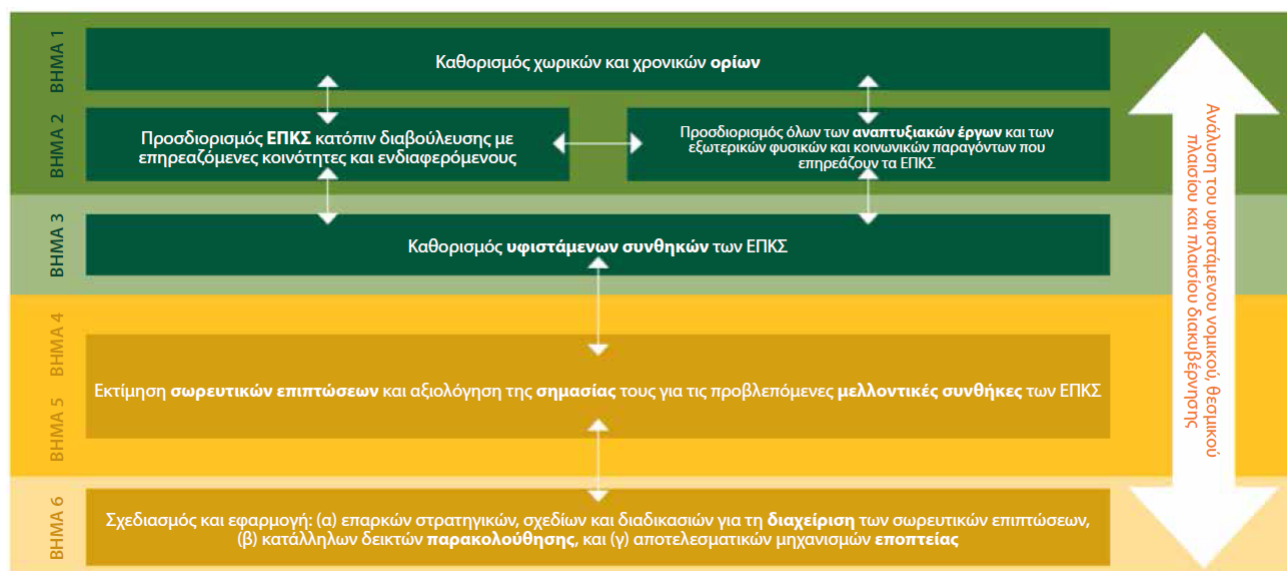 ΒΗΜΑ 1
Καθορισμός χωρικών και χρονικών ορίων
ΒΗΜΑ 2
Προσδιορισμός ΕΠΚΣ κατόπιν διαβούλευσης με
επηρεαζόμενες κοινότητες και ενδιαφερόμενους
Προσδιορισμός όλων των αναπτυξιακών έργων και των
εξωτερικών φυσικών και κοινωνικών παραγόντων που
επηρεάζουν τα ΕΠΚΣ
ΒΗΜΑ 3
Καθορισμός υφιστάμενων συνθηκών των ΕΠΚΣ
ΒΗΜΑ 4
ΒΗΜΑ 5
Εκτίμηση σωρευτικών επιπτώσεων και αξιολόγηση της σημασίας τους για τις προβλεπόμενες μελλοντικές συνθήκες των ΕΠΚΣ
ΒΗΜΑ 6
Σχεδιασμός και εφαρμογή: (α) επαρκών στρατηγικών, σχεδίων και διαδικασιών για τη διαχείριση των σωρευτικών επιπτώσεων,
(β) κατάλληλων δεικτών παρακολούθησης, και (γ) αποτελεσματικών μηχανισμών εποπτείας
Ανάλυση του υφιστάμενου νομικού, θεσμικού
πλαισίου και πλαισίου διακυβέρνησης